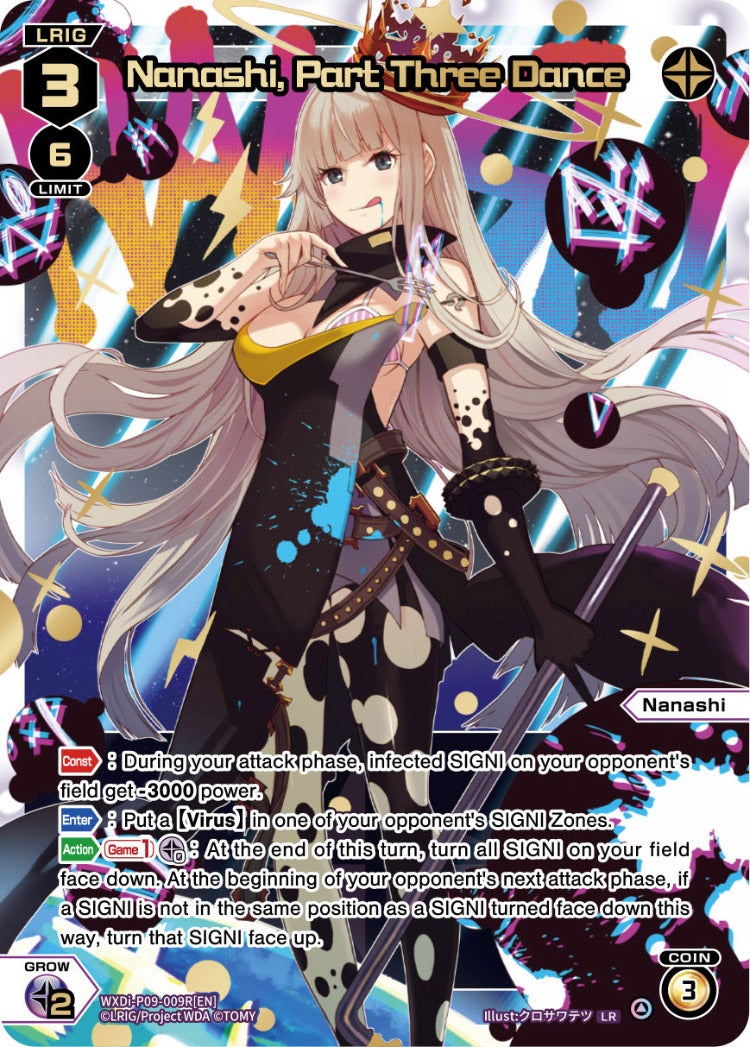 LRIG
3
Nanashi, Part Three Dance
6
LIMIT
Nanashi
Const : During your attack phase, infected SIGNI on your opponent's
field get -3000 power.
Enter : Put a【Virus】in one of your opponent's SIGNI Zones.
Action Game 1 0 : At the end of this turn, turn all SIGNI on your field
face down. At the beginning of your opponent's next attack phase, if
a SIGNI is not in the same position as a SIGNI turned face down this
way, turn that SIGNI face up.
GROW
2
COIN
3
WXDi-P09-009R[EN]
©LRIG/Project WDA ©TOMY
Illust:クロサワテツ LR